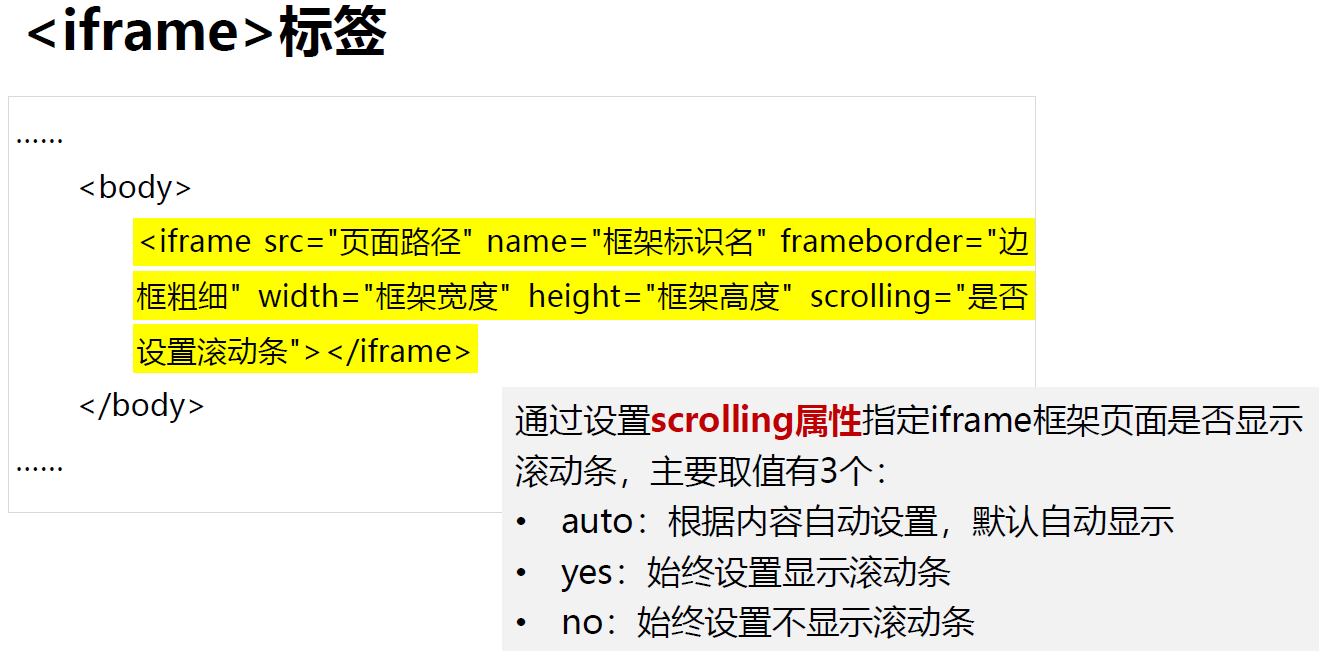 <iframe>标签
......
<body>
<iframe src="页面路径" name="框架标识名" frameborder="边
框粗细" width="框架宽度" height="框架高度" scrolling="是否
设置滚动条"></iframe>
</body>
......
通过设置scrolling属性指定iframe框架页面是否显示
滚动条，主要取值有3个：
• auto：根据内容自动设置，默认自动显示
• yes：始终设置显示滚动条
• no：始终设置不显示滚动条